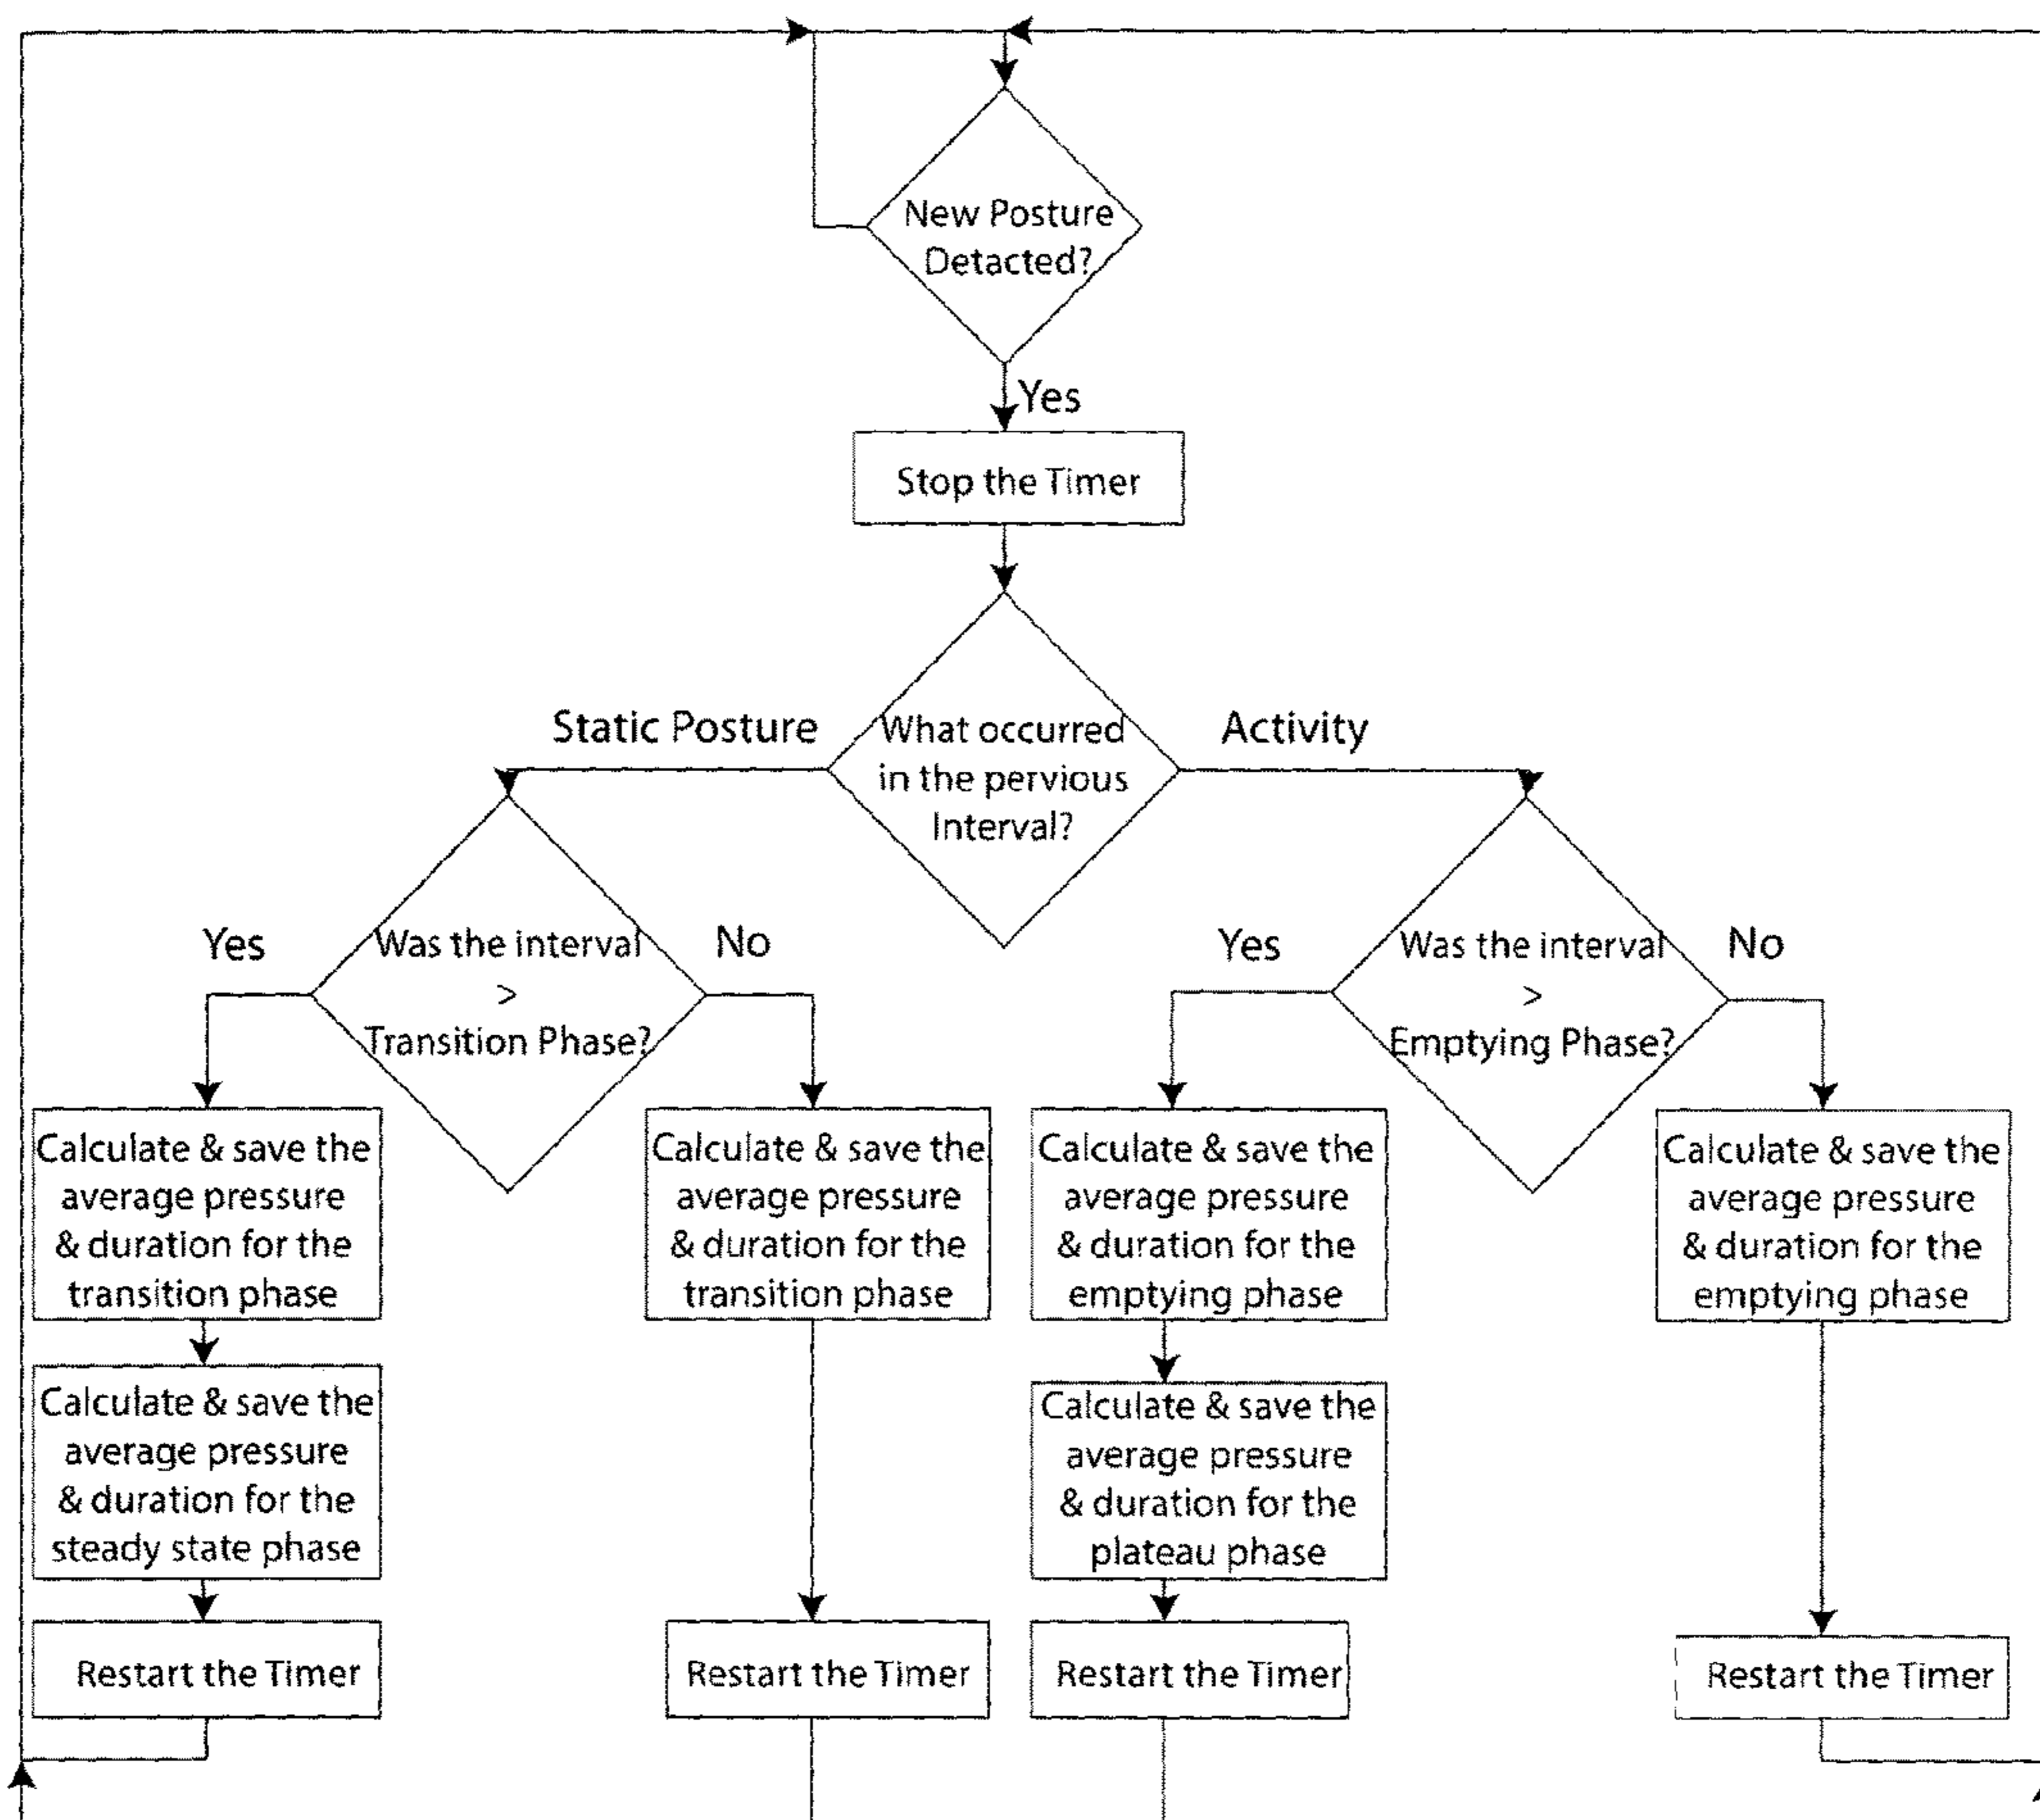 New Posture
Detacted?
Yes
Stop the Timer
Static Posture
What occurred
in the pervious
Interval?
Activity
Yes
Was the interval
>
Transition Phase?
No
Yes
Was the interval
>
Emptying Phase?
No
Calculate & save the
average pressure
& duration for the
transition phase
Calculate & save the
average pressure
& duration for the
transition phase
Calculate & save the
average pressure
& duration for the
emptying phase
Calculate & save the
average pressure
& duration for the
emptying phase
Calculate & save the
average pressure
& duration for the
steady state phase
Calculate & save the
average pressure
& duration for the
plateau phase
Restart the Timer
Restart the Timer
Restart the Timer
Restart the Timer